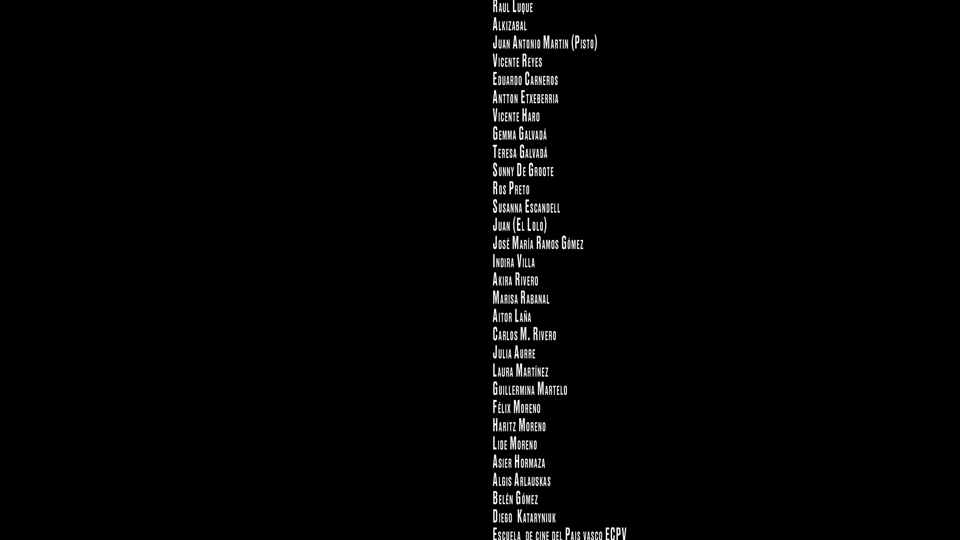 Raul Luque
Alkizabal
Juan Antonio Martin (Pisto)
Vicente Reyes
Eduardo Carneros
Antton Etxeberria
Vicente Haro
Gemma Galvadá
Teresa Galvadá
Sunny De Groote
Ros Preto
Susanna Escandell
Juan (El Lolo)
José María Ramos Gómez
Indira Villa
Akira Rivero
Marisa Rabanal
Aitor Laña
Carlos M. Rivero
Julia Aurre
Laura Martínez
Guillermina Martelo
Félix Moreno
Haritz Moreno
Lide Moreno
Asier Hormaza
Algis Arlauskas
Belén Gómez
Diego Kataryniuk
Escuela de cine del Pais vasco ECPV